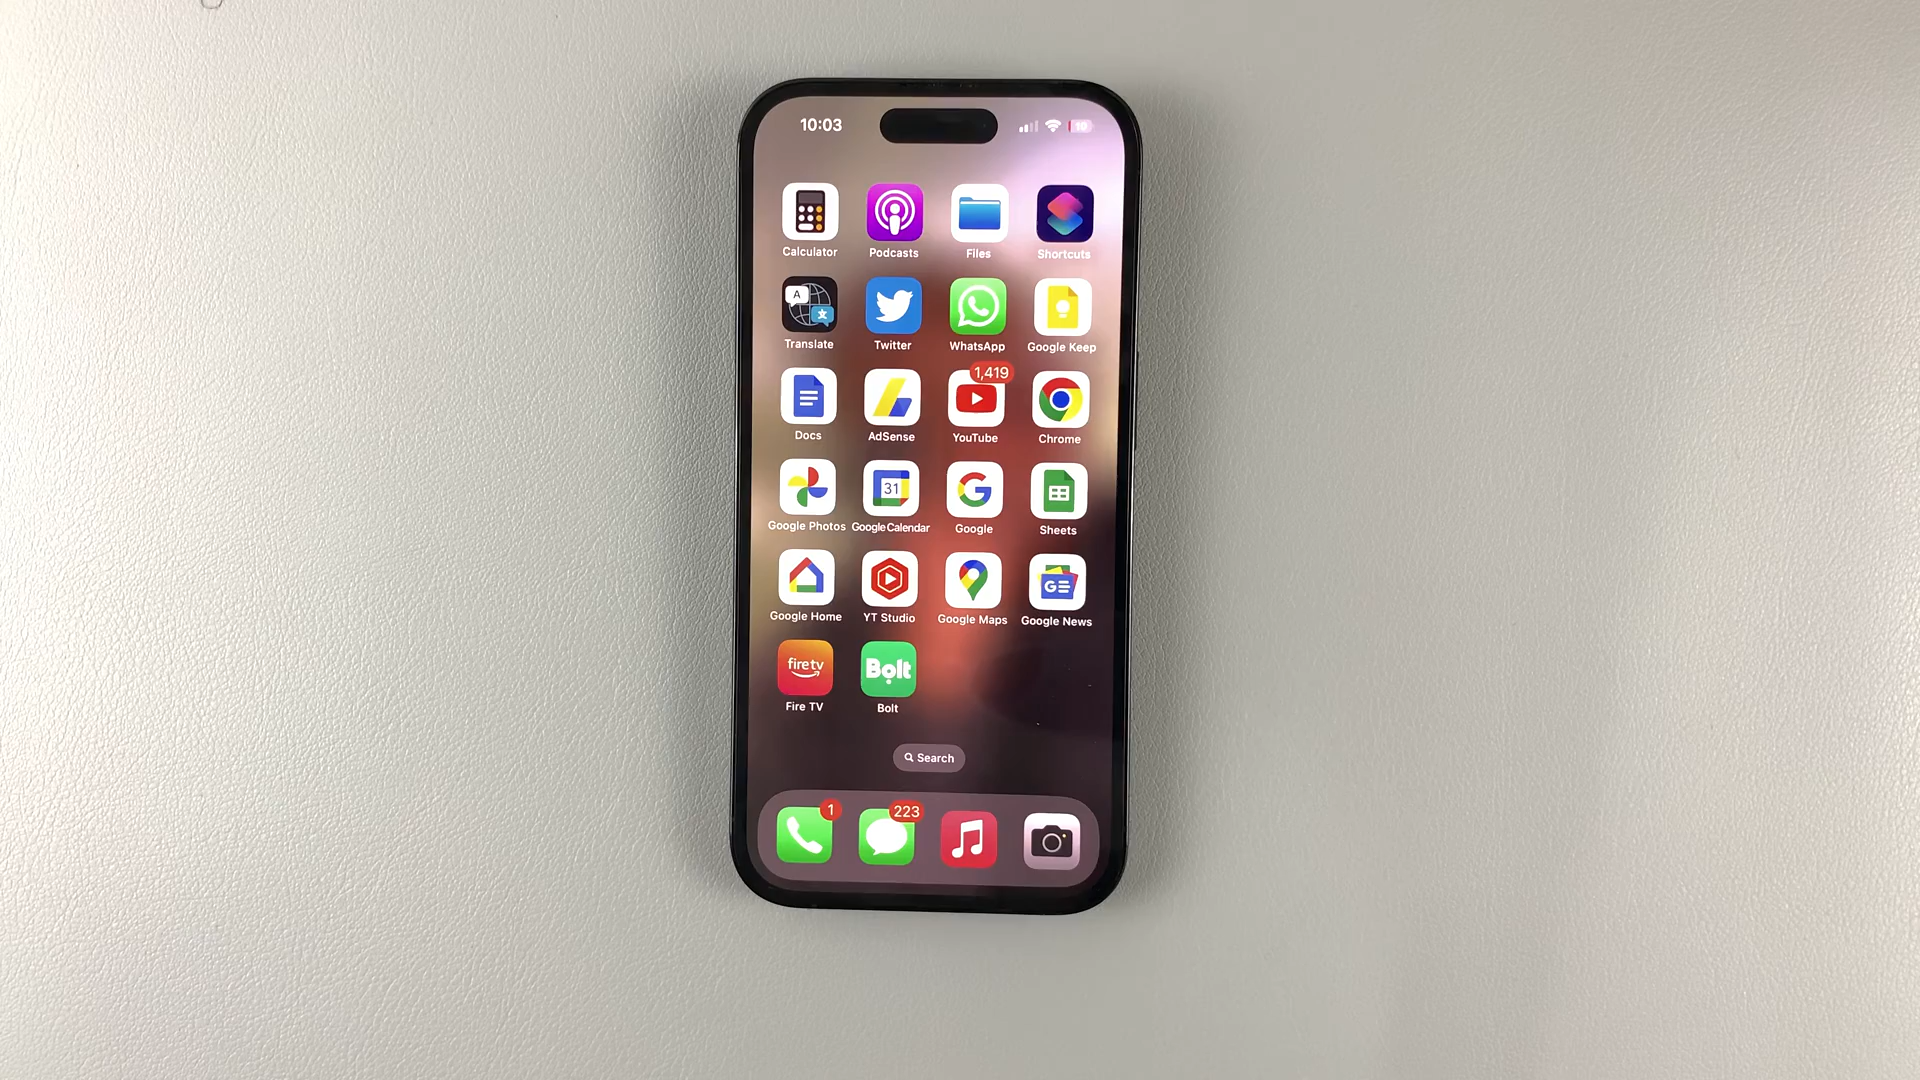 10:03 10
Calculator Podcasts Files Shortcuts
A
Translate Twitter WhatsApp Google Keep
1,419
Docs AdSense YouTube Chrome
31 G
Google Photos Google Calendar Google Sheets
GE
Google Home YT Studio Google Maps Google News
firetv Bolt
Fire TV Bolt
Search
1 223